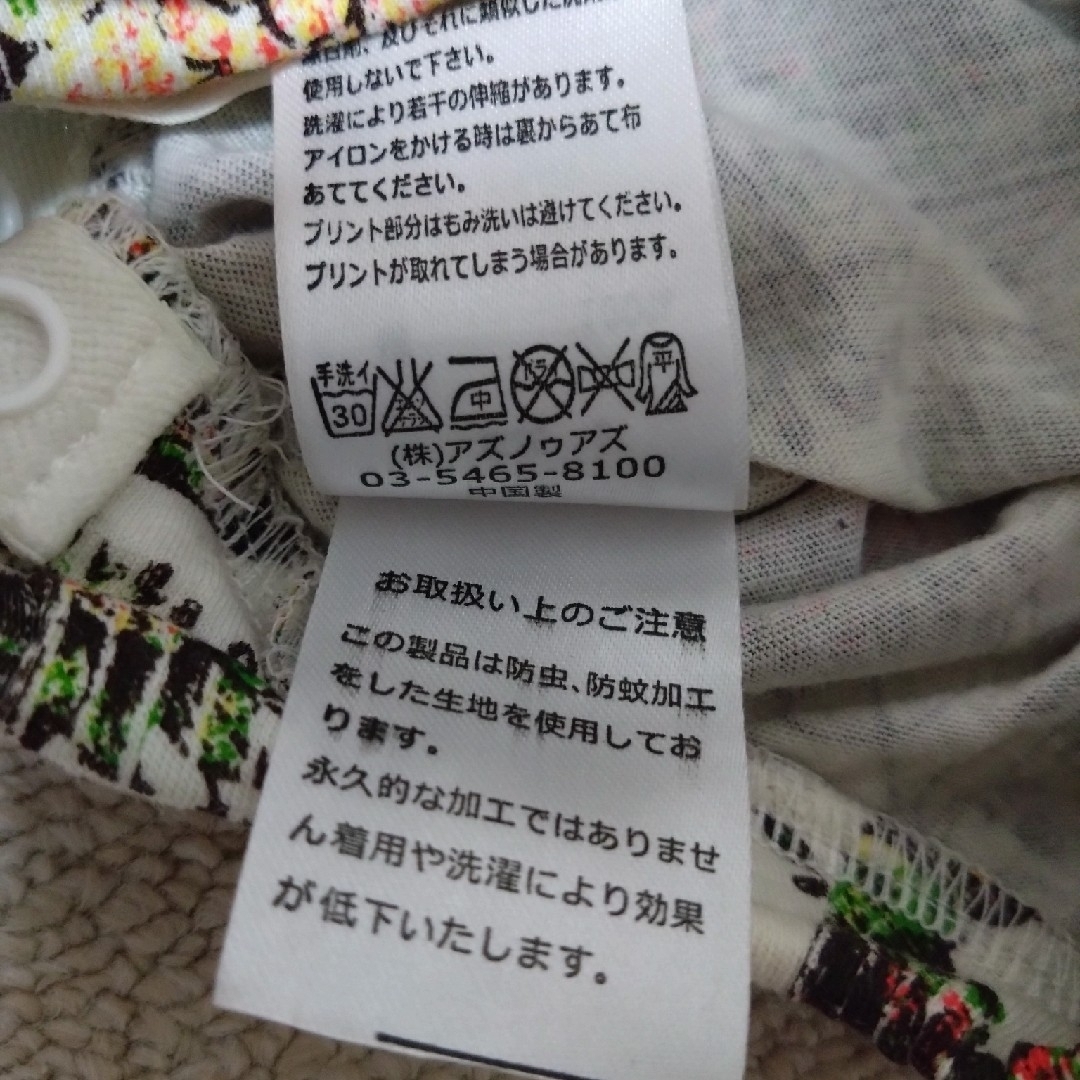 使用しないで下さい。
洗濯により若干の伸縮があります。
アイロンをかける時は裏からあて布
あててください。
プリント部分はもみ洗いは避けてください。
プリントが取れてしまう場合があります。
手洗イ
30
中
ドラ
平
(株)アズノゥアズ
03-5465-8100
中国製
お取扱い上のご注意
この製品は防虫、防蚊加工
をした生地を使用してお
ります。
永久的な加工ではありませ
ん着用や洗濯により効果
が低下いたします。